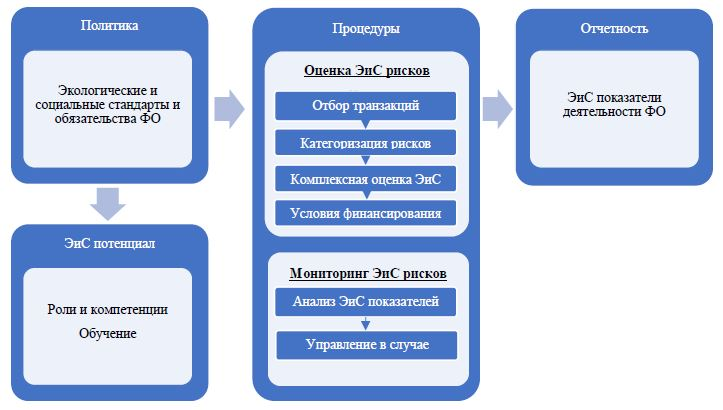 Политика
Экологические и
социальные стандарты и
обязательства ФО
ЭиС потенциал
Роли и компетенции
Обучение
Процедуры
Оценка ЭиС рисков
Отбор транзакций
Категоризация рисков
Комплексная оценка ЭиС
Условия финансирования
Мониторинг ЭиС рисков
Анализ ЭиС показателей
Управление в случае
Отчетность
ЭиС показатели
деятельности ФО